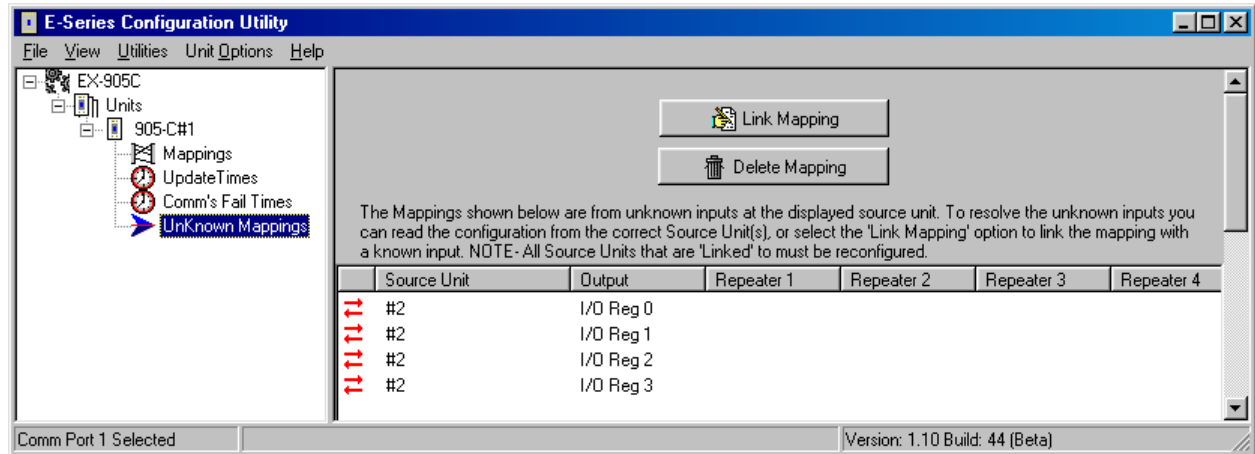 E-Series Configuration Utility
File View Utilities Unit Options Help
EX-905C
Units
905-C#1
Mappings
UpdateTimes
Comm's Fail Times
UnKnown Mappings
Link Mapping
Delete Mapping
The Mappings shown below are from unknown inputs at the displayed source unit. To resolve the unknown inputs you
can read the configuration from the correct Source Unit(s), or select the 'Link Mapping' option to link the mapping with
a known input. NOTE- All Source Units that are 'Linked' to must be reconfigured.
Source Unit Output Repeater 1 Repeater 2 Repeater 3 Repeater 4
#2 I/O Reg 0
#2 I/O Reg 1
#2 I/O Reg 2
#2 I/O Reg 3
Comm Port 1 Selected Version: 1.10 Build: 44 (Beta)